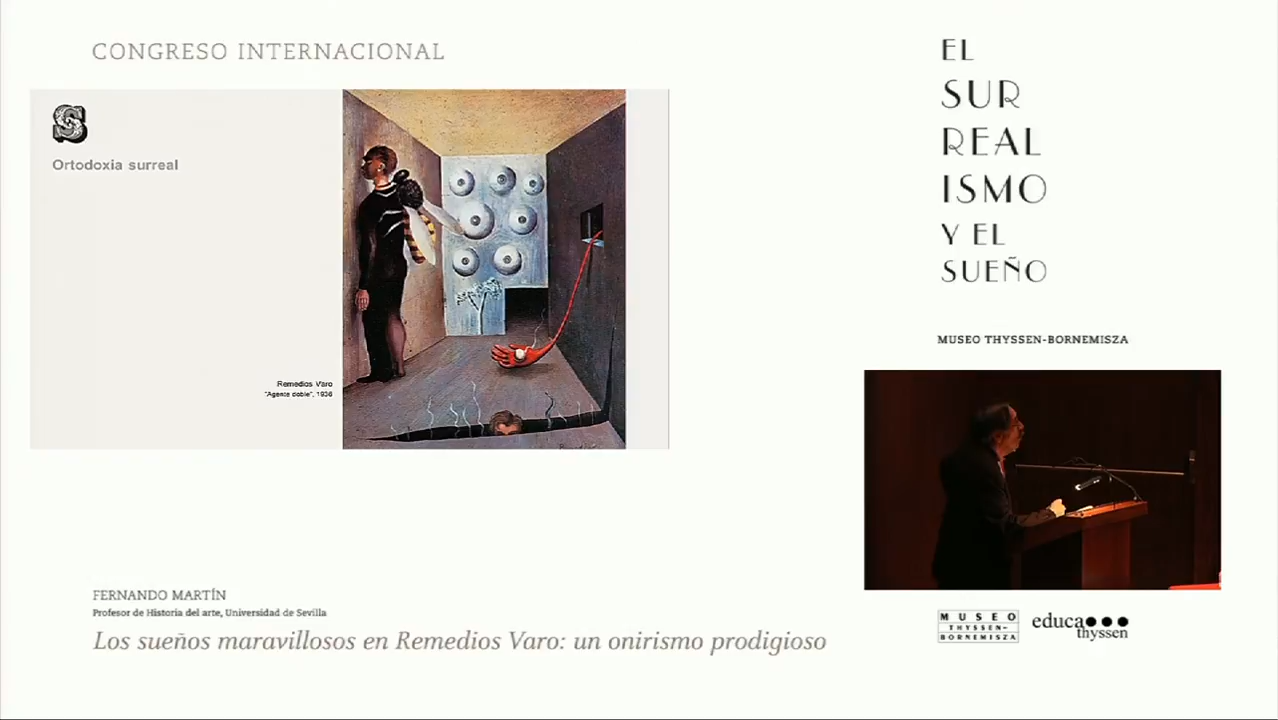 CONGRESO INTERNACIONAL
S
Ortodoxia surreal
Remedios Varo
"Agente doble", 1936
EL
SUR
REAL
ISMO
Y EL
SUEÑO
MUSEO THYSSEN-BORNEMISZA
FERNANDO MARTÍN
Profesor de Historia del arte, Universidad de Sevilla
Los sueños maravillosos en Remedios Varo: un onirismo prodigioso
MUSEO
THYSSEN-
BORNEMISZA
educa
thyssen